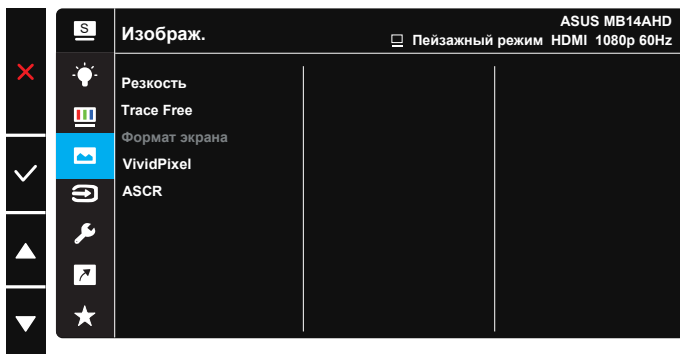 S
Изображ.
ASUS MB14AHD
Пейзажный режим HDMI 1080p 60Hz
Резкость
Trace Free
Формат экрана
VividPixel
ASCR